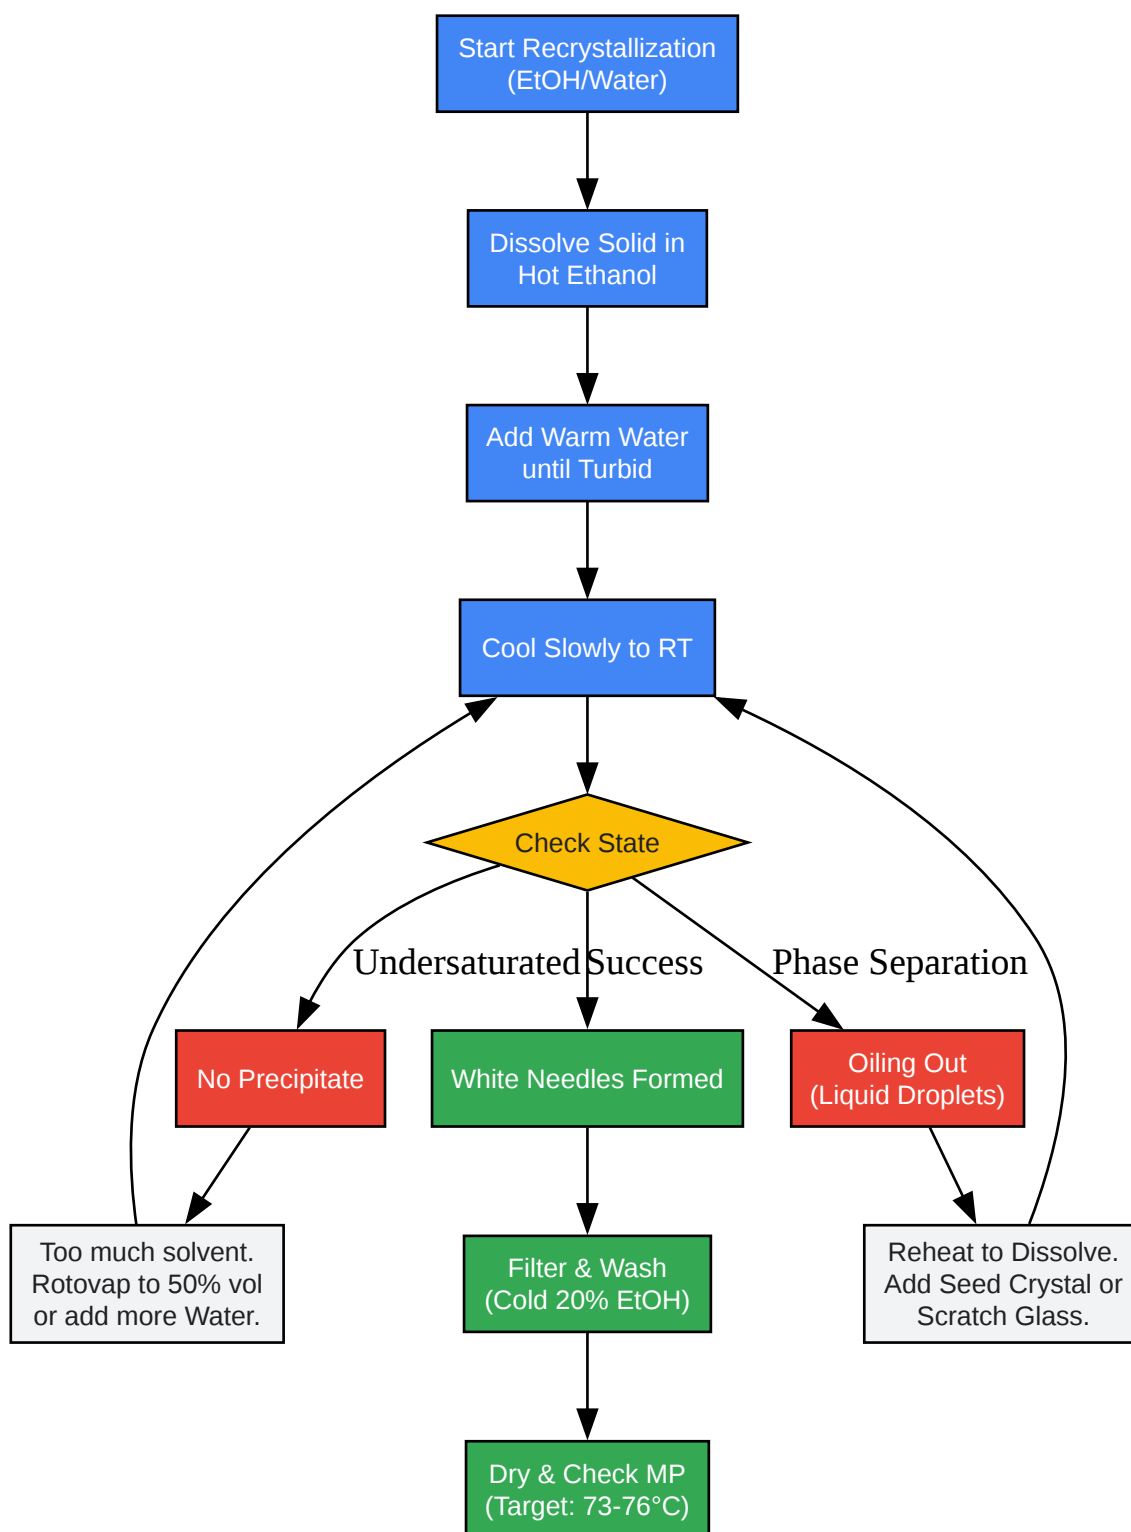 Start Recrystallization
(EtOH/Water)
Dissolve Solid in
Hot Ethanol
Add Warm Water
until Turbid
Cool Slowly to RT
Check State
Undersaturated
Success
Phase Separation
No Precipitate
White Needles Formed
Oiling Out
(Liquid Droplets)
Too much solvent.
Rotovap to 50% vol
or add more Water.
Filter & Wash
(Cold 20% EtOH)
Reheat to Dissolve.
Add Seed Crystal or
Scratch Glass.
Dry & Check MP
(Target: 73-76°C)